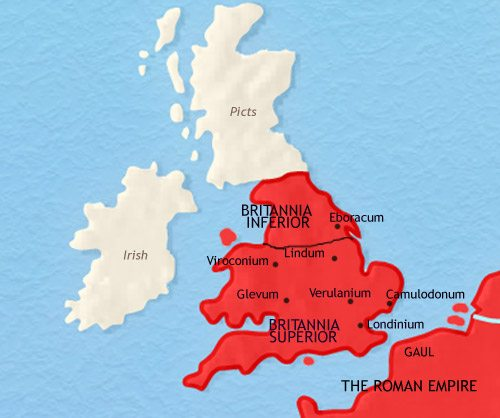 Picts
BRITANNIA
INFERIOR
Eboracum
Irish
Viroconium
Lindum
Glevum
Verulanium
Camulodonum
BRITANNIA
SUPERIOR
Londinium
GAUL
THE ROMAN EMPIRE